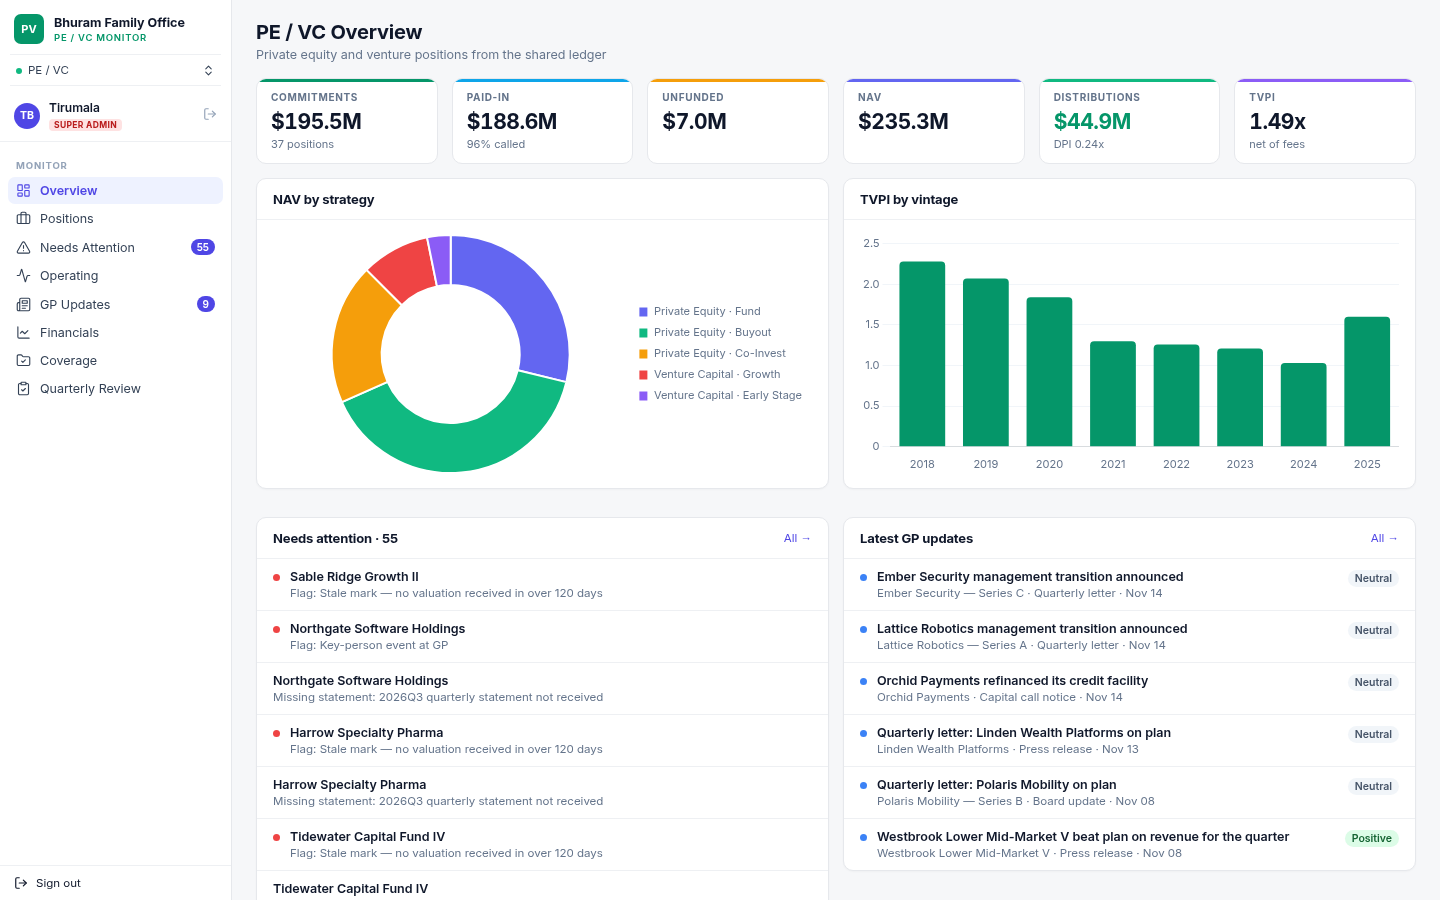 PV
Bhuram Family Office
PE / VC MONITOR
PE / VC
TB
Tirumala
SUPER ADMIN
MONITOR
Overview
Positions
Needs Attention 55
Operating
GP Updates 9
Financials
Coverage
Quarterly Review
Sign out
PE / VC Overview
Private equity and venture positions from the shared ledger
COMMITMENTS
$195.5M
37 positions
PAID-IN
$188.6M
96% called
UNFUNDED
$7.0M
NAV
$235.3M
DISTRIBUTIONS
$44.9M
DPI 0.24x
TVPI
1.49x
net of fees
NAV by strategy
Private Equity · Fund
Private Equity · Buyout
Private Equity · Co-Invest
Venture Capital · Growth
Venture Capital · Early Stage
TVPI by vintage
2.5
2.0
1.5
1.0
0.5
0
2018 2019 2020 2021 2022 2023 2024 2025
Needs attention · 55 All →
Sable Ridge Growth II
Flag: Stale mark — no valuation received in over 120 days
Northgate Software Holdings
Flag: Key-person event at GP
Northgate Software Holdings
Missing statement: 2026Q3 quarterly statement not received
Harrow Specialty Pharma
Flag: Stale mark — no valuation received in over 120 days
Harrow Specialty Pharma
Missing statement: 2026Q3 quarterly statement not received
Tidewater Capital Fund IV
Flag: Stale mark — no valuation received in over 120 days
Tidewater Capital Fund IV
Latest GP updates All →
Ember Security management transition announced Neutral
Ember Security — Series C · Quarterly letter · Nov 14
Lattice Robotics management transition announced Neutral
Lattice Robotics — Series A · Quarterly letter · Nov 14
Orchid Payments refinanced its credit facility Neutral
Orchid Payments · Capital call notice · Nov 14
Quarterly letter: Linden Wealth Platforms on plan Neutral
Linden Wealth Platforms · Press release · Nov 13
Quarterly letter: Polaris Mobility on plan Neutral
Polaris Mobility — Series B · Board update · Nov 08
Westbrook Lower Mid-Market V beat plan on revenue for the quarter Positive
Westbrook Lower Mid-Market V · Press release · Nov 08